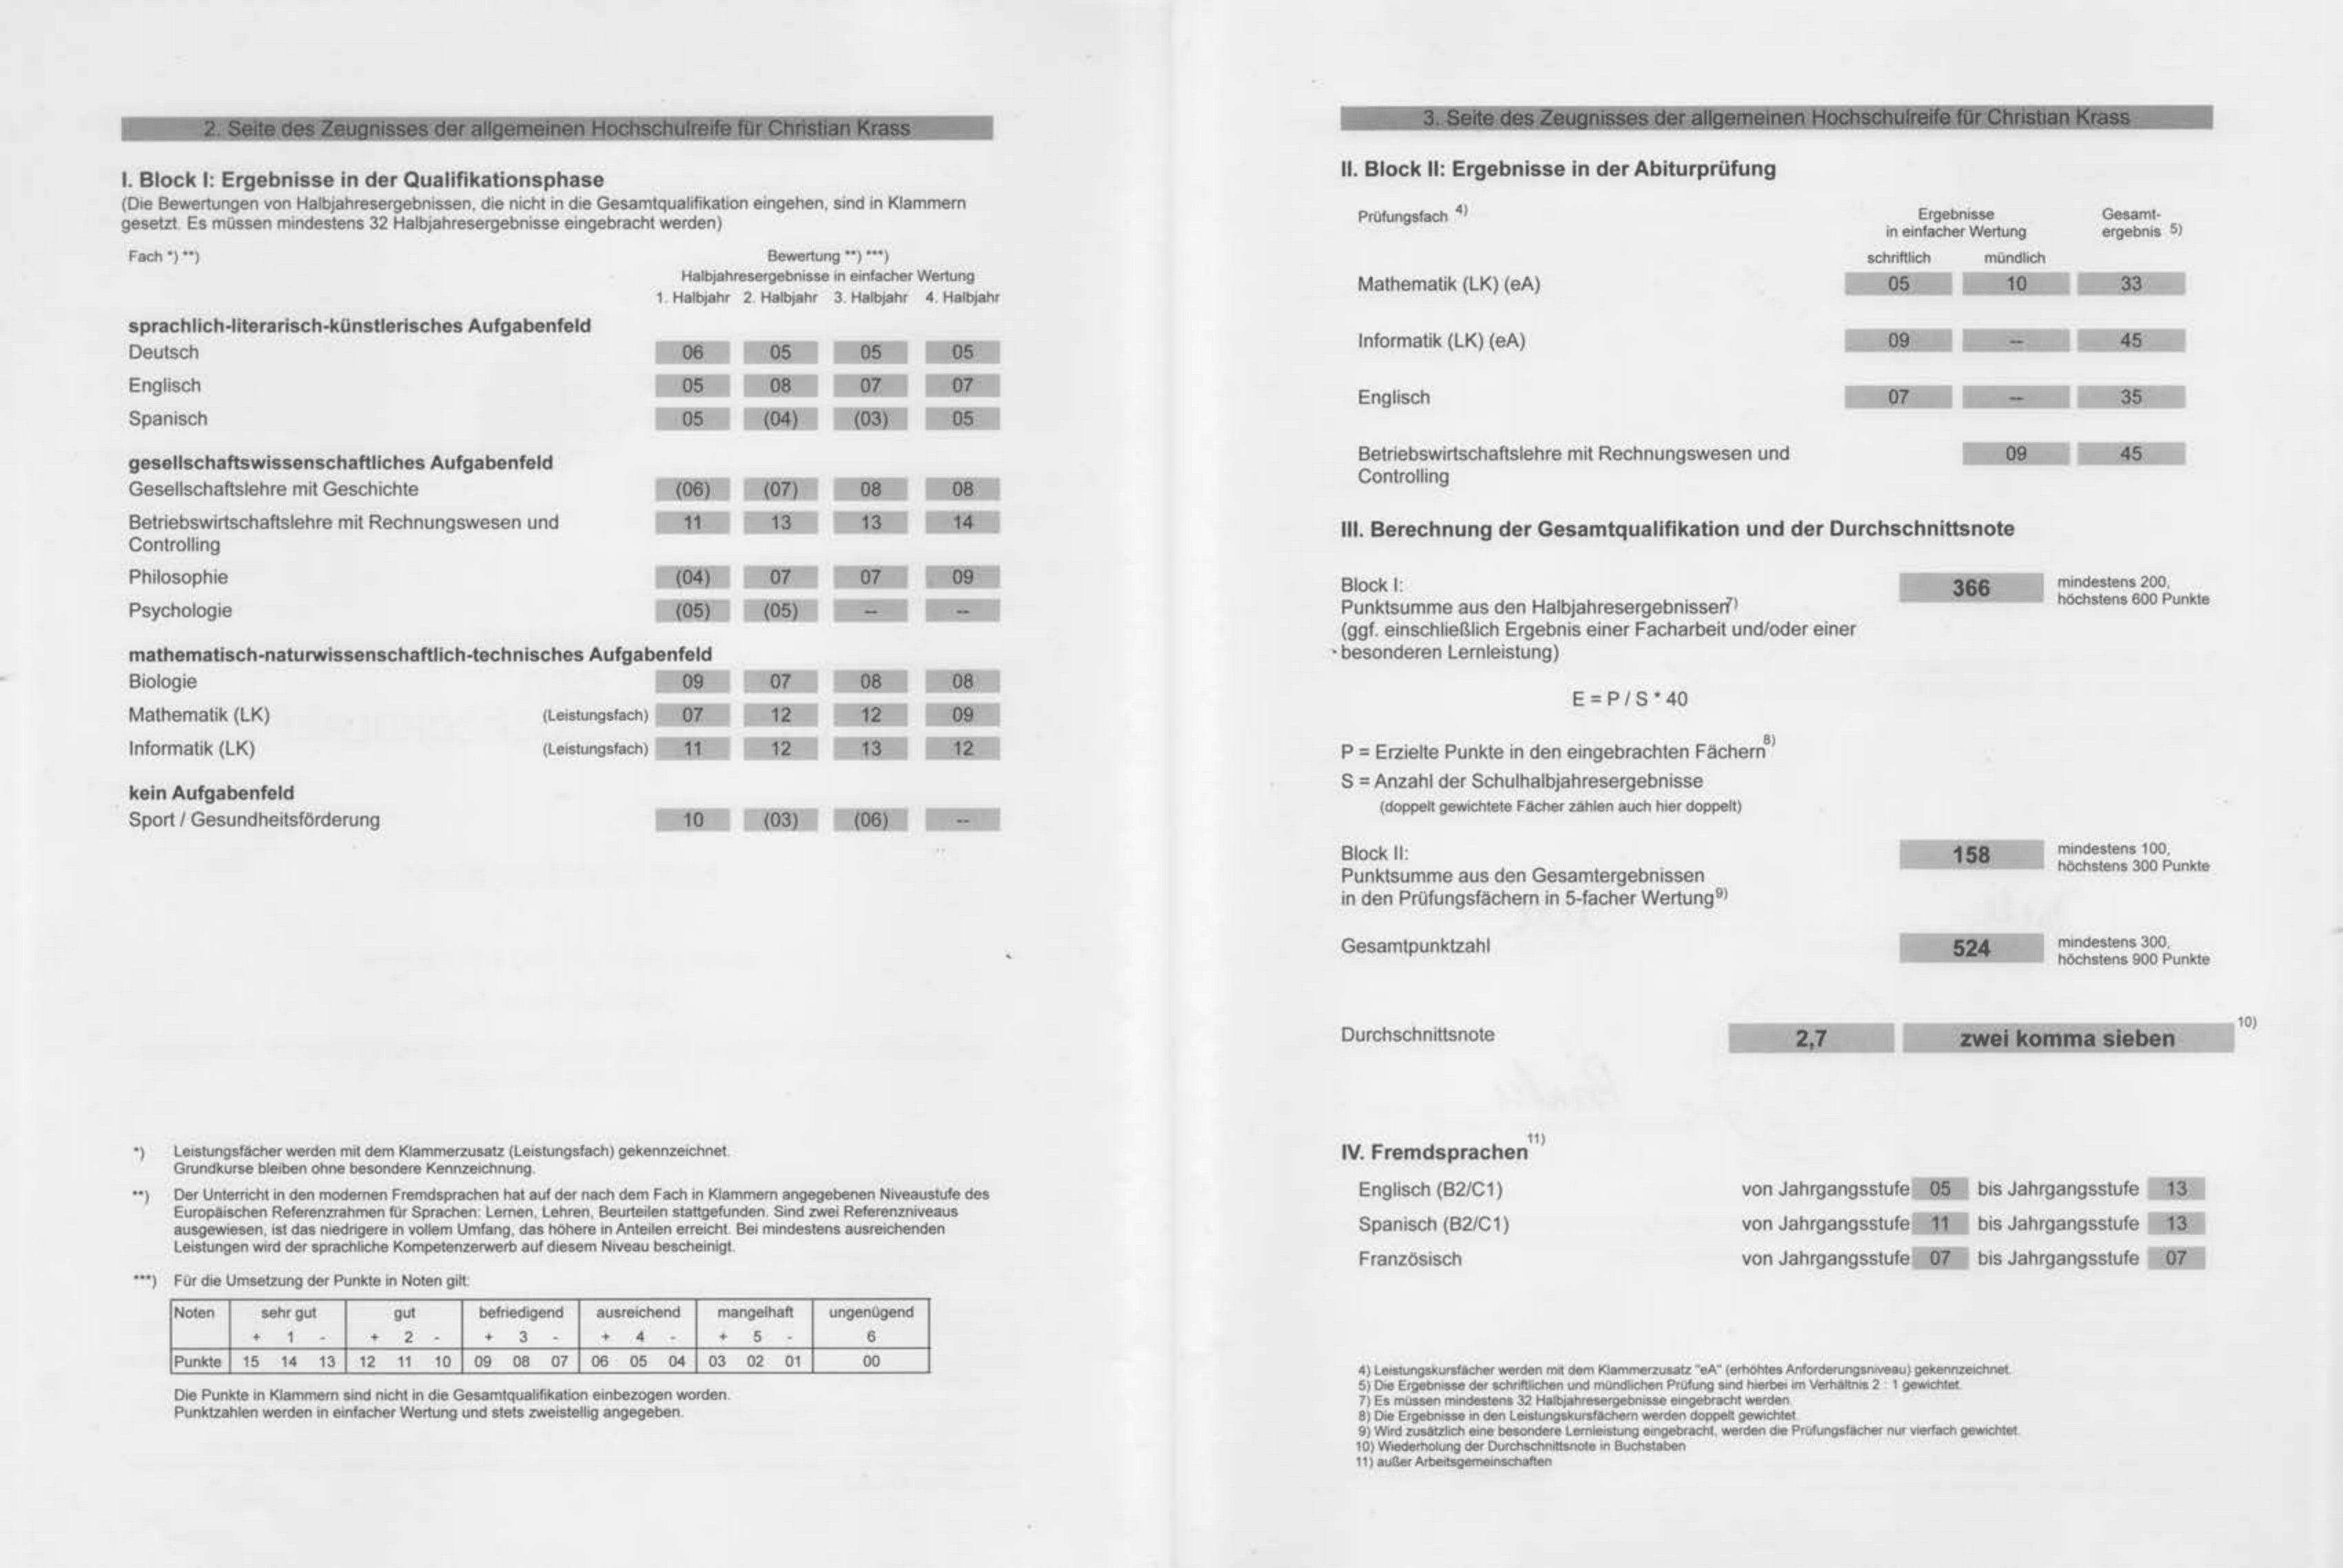 2. Seite des Zeugnisses der allgemeinen Hochschulreife für Christian Krass
I. Block I: Ergebnisse in der Qualifikationsphase
(Die Bewertungen von Halbjahresergebnissen, die nicht in die Gesamtqualifikation eingehen, sind in Klammern
gesetzt. Es müssen mindestens 32 Halbjahresergebnisse eingebracht werden)
Fach *) **)
Bewertung **) ***)
Halbjahresergebnisse in einfacher Wertung
1. Halbjahr 2. Halbjahr 3. Halbjahr 4. Halbjahr
sprachlich-literarisch-künstlerisches Aufgabenfeld
Deutsch 06 05 05 05
Englisch 05 08 07 07
Spanisch 05 (04) (03) 05
gesellschaftswissenschaftliches Aufgabenfeld
Gesellschaftslehre mit Geschichte (06) (07) 08 08
Betriebswirtschaftslehre mit Rechnungswesen und 11 13 13 14
Controlling
Philosophie (04) 07 07 09
Psychologie (05) (05) -- --
mathematisch-naturwissenschaftlich-technisches Aufgabenfeld
Biologie 09 07 08 08
Mathematik (LK) (Leistungsfach) 07 12 12 09
Informatik (LK) (Leistungsfach) 11 12 13 12
kein Aufgabenfeld
Sport / Gesundheitsförderung 10 (03) (06) --
*) Leistungsfächer werden mit dem Klammerzusatz (Leistungsfach) gekennzeichnet.
Grundkurse bleiben ohne besondere Kennzeichnung.
**) Der Unterricht in den modernen Fremdsprachen hat auf der nach dem Fach in Klammern angegebenen Niveaustufe des
Europäischen Referenzrahmen für Sprachen: Lernen, Lehren, Beurteilen stattgefunden. Sind zwei Referenzniveaus
ausgewiesen, ist das niedrigere in vollem Umfang, das höhere in Anteilen erreicht. Bei mindestens ausreichenden
Leistungen wird der sprachliche Kompetenzerwerb auf diesem Niveau bescheinigt.
***) Für die Umsetzung der Punkte in Noten gilt:
Noten sehr gut gut befriedigend ausreichend mangelhaft ungenügend
+ 1 - + 2 - + 3 - + 4 - + 5 - 6
Punkte 15 14 13 12 11 10 09 08 07 06 05 04 03 02 01 00
Die Punkte in Klammern sind nicht in die Gesamtqualifikation einbezogen worden.
Punktzahlen werden in einfacher Wertung und stets zweistellig angegeben.
3. Seite des Zeugnisses der allgemeinen Hochschulreife für Christian Krass
II. Block II: Ergebnisse in der Abiturprüfung
Prüfungsfach 4) Ergebnisse Gesamt-
in einfacher Wertung ergebnis 5)
schriftlich mündlich
Mathematik (LK) (eA) 05 10 33
Informatik (LK) (eA) 09 -- 45
Englisch 07 -- 35
Betriebswirtschaftslehre mit Rechnungswesen und 09 45
Controlling
III. Berechnung der Gesamtqualifikation und der Durchschnittsnote
Block I: 366 mindestens 200,
Punktsumme aus den Halbjahresergebnissen7) höchstens 600 Punkte
(ggf. einschließlich Ergebnis einer Facharbeit und/oder einer
besonderen Lernleistung)
E = P / S * 40
P = Erzielte Punkte in den eingebrachten Fächern8)
S = Anzahl der Schulhalbjahresergebnisse
(doppelt gewichtete Fächer zählen auch hier doppelt)
Block II: 158 mindestens 100,
Punktsumme aus den Gesamtergebnissen höchstens 300 Punkte
in den Prüfungsfächern in 5-facher Wertung9)
Gesamtpunktzahl 524 mindestens 300,
höchstens 900 Punkte
Durchschnittsnote 2,7 zwei komma sieben 10)
IV. Fremdsprachen 11)
Englisch (B2/C1) von Jahrgangsstufe 05 bis Jahrgangsstufe 13
Spanisch (B2/C1) von Jahrgangsstufe 11 bis Jahrgangsstufe 13
Französisch von Jahrgangsstufe 07 bis Jahrgangsstufe 07
4) Leistungskursfächer werden mit dem Klammerzusatz "eA" (erhöhtes Anforderungsniveau) gekennzeichnet.
5) Die Ergebnisse der schriftlichen und mündlichen Prüfung sind hierbei im Verhältnis 2 : 1 gewichtet.
7) Es müssen mindestens 32 Halbjahresergebnisse eingebracht werden.
8) Die Ergebnisse in den Leistungskursfächern werden doppelt gewichtet.
9) Wird zusätzlich eine besondere Lernleistung eingebracht, werden die Prüfungsfächer nur vierfach gewichtet.
10) Wiederholung der Durchschnittsnote in Buchstaben
11) außer Arbeitsgemeinschaften